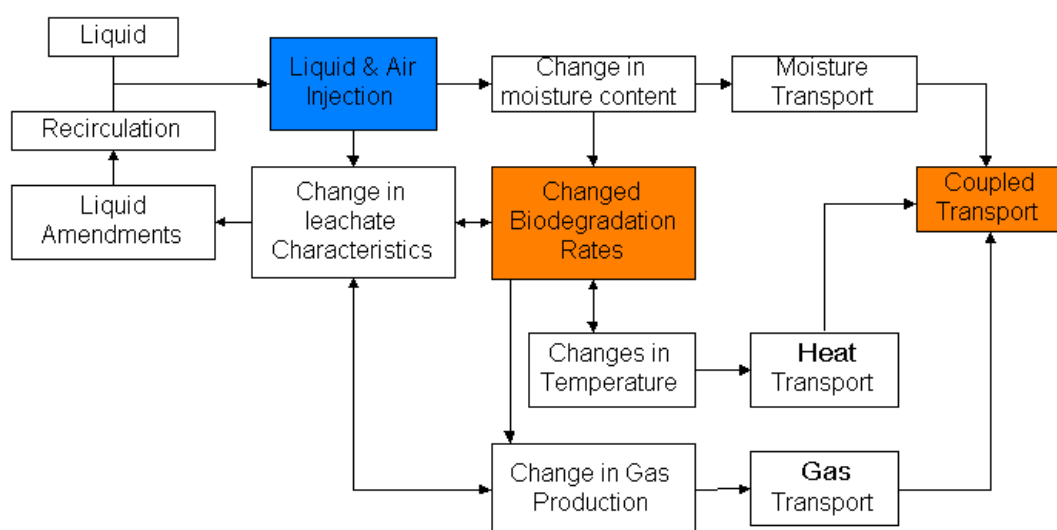 Liquid
Liquid & Air
Injection
Change in
moisture content
Moisture
Transport
Recirculation
Liquid
Amendments
Change in
leachate
Characteristics
Changed
Biodegradation
Rates
Coupled
Transport
Changes in
Temperature
Heat
Transport
Change in Gas
Production
Gas
Transport